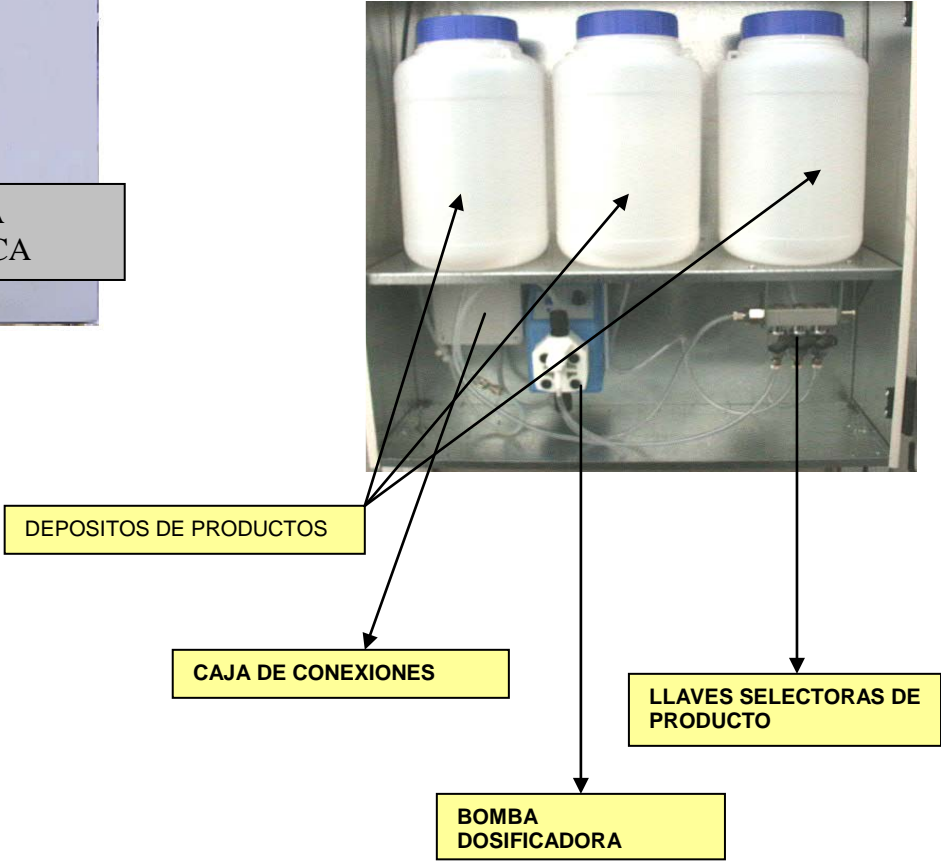 CA
DEPOSITOS DE PRODUCTOS
CAJA DE CONEXIONES
LLAVES SELECTORAS DE
PRODUCTO
BOMBA
DOSIFICADORA